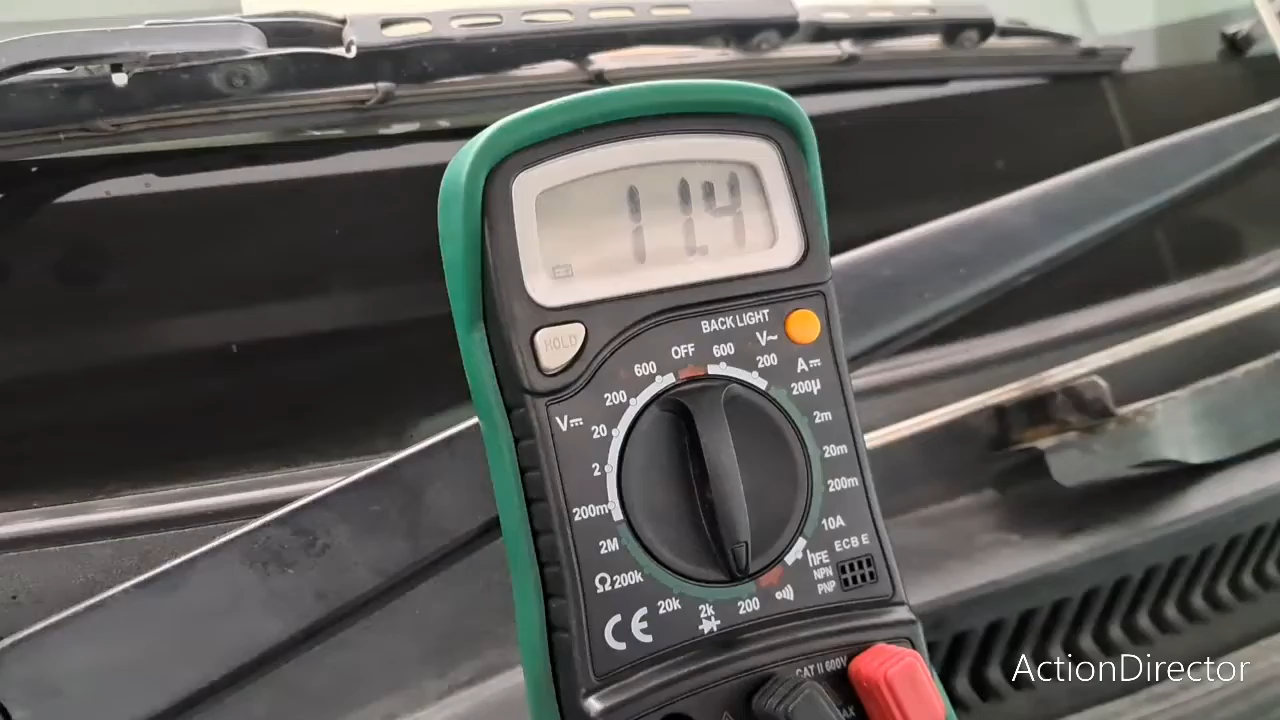 11.4
HOLD
BACK LIGHT
OFF
600
V~
200
600
200
V⎓
20
2
200m
A⎓
200µ
2m
20m
200m
10A
2M
Ω
200k
20k
2k
200
hFE
NPN
PNP
ECBE
CE
CAT II 600V
ActionDirector